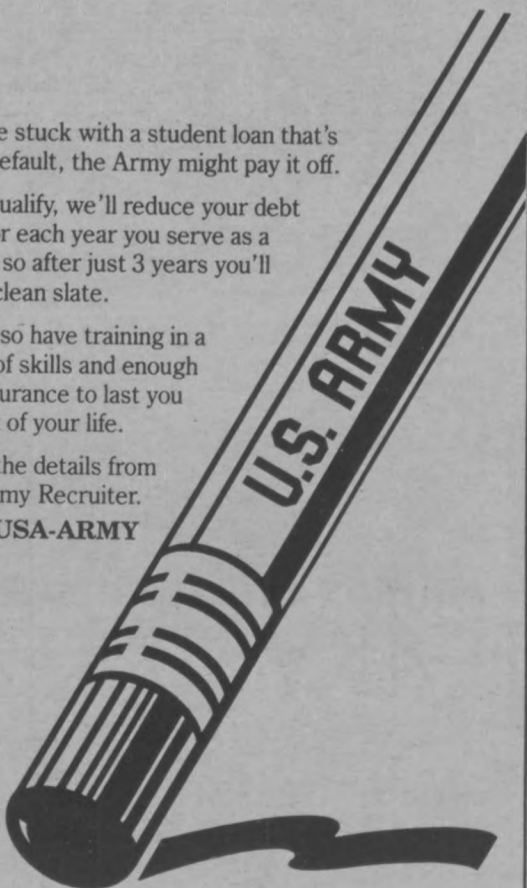 e stuck with a student loan that's
efault, the Army might pay it off.
ualify, we'll reduce your debt
r each year you serve as a
so after just 3 years you'll
clean slate.
so have training in a
of skills and enough
urance to last you
of your life.
the details from
my Recruiter.
USA-ARMY
U.S. ARMY